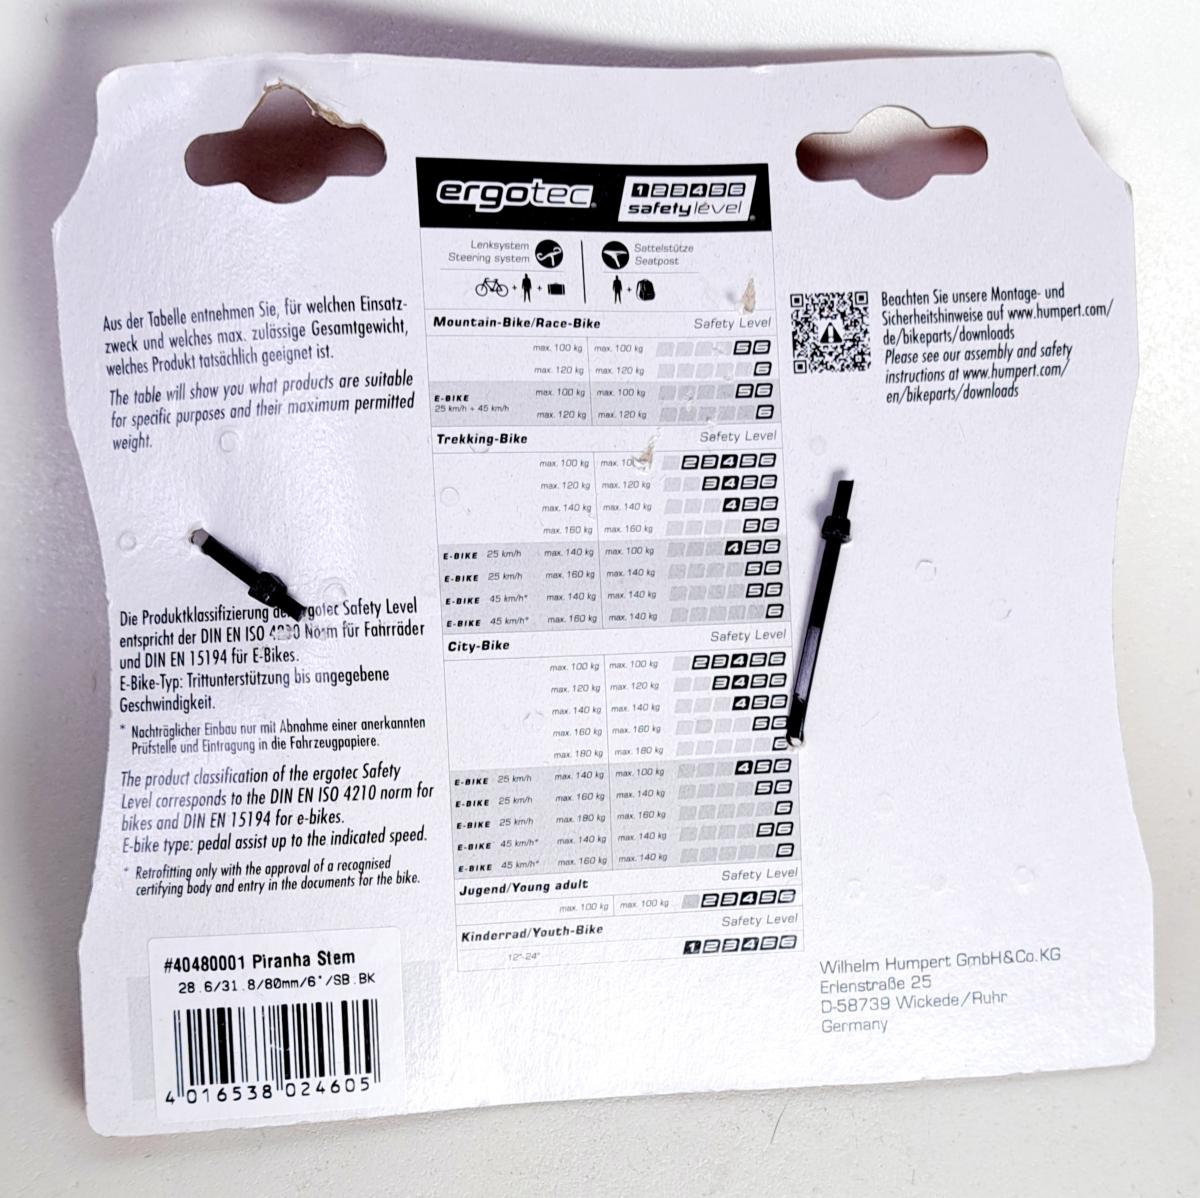 ergotec
123456
safety level
Lenksystem
Steering system
Sattelstütze
Seatpost
Aus der Tabelle entnehmen Sie, für welchen Einsatz-
zweck und welches max. zulässige Gesamtgewicht,
welches Produkt tatsächlich geeignet ist.
The table will show you what products are suitable
for specific purposes and their maximum permitted
weight.
Die Produktklassifizierung ergotec Safety Level
entspricht der DIN EN ISO Norm für Fahrräder
und DIN EN 15194 für E-Bikes.
E-Bike-Typ: Trittunterstützung bis angegebene
Geschwindigkeit.
* Nachträglicher Einbau nur mit Abnahme einer anerkannten
Prüfstelle und Eintragung in die Fahrzeugpapiere.
The product classification of the ergotec Safety
Level corresponds to the DIN EN ISO 4210 norm for
bikes and DIN EN 15194 for e-bikes.
E-bike type: pedal assist up to the indicated speed.
* Retrofitting only with the approval of a recognised
certifying body and entry in the documents for the bike.
Mountain-Bike/Race-Bike Safety Level
max. 100 kg max. 100 kg 56
max. 120 kg max. 120 kg 6
E-BIKE max. 100 kg max. 100 kg 56
25 km/h + 45 km/h max. 120 kg max. 120 kg 6
Trekking-Bike Safety Level
max. 100 kg max. 23456
max. 120 kg max. 120 kg 3456
max. 140 kg max. 140 kg 456
max. 160 kg max. 160 kg 56
E-BIKE 25 km/h max. 140 kg max. 100 kg 456
E-BIKE 25 km/h max. 160 kg max. 140 kg 56
E-BIKE 45 km/h* max. 140 kg max. 140 kg 56
E-BIKE 45 km/h* max. 160 kg max. 140 kg 6
City-Bike Safety Level
max. 100 kg max. 100 kg 23456
max. 120 kg max. 120 kg 3456
max. 140 kg max. 140 kg 456
max. 160 kg max. 160 kg 56
max. 180 kg max. 180 kg 6
E-BIKE 25 km/h max. 140 kg max. 100 kg 456
E-BIKE 25 km/h max. 160 kg max. 140 kg 56
E-BIKE 25 km/h max. 180 kg max. 160 kg 6
E-BIKE 45 km/h* max. 140 kg max. 140 kg 56
E-BIKE 45 km/h* max. 160 kg max. 140 kg 6
Jugend/Young adult Safety Level
max. 100 kg max. 100 kg 23456
Kinderrad/Youth-Bike Safety Level
12"-24" 123456
Beachten Sie unsere Montage- und
Sicherheitshinweise auf www.humpert.com/
de/bikeparts/downloads
Please see our assembly and safety
instructions at www.humpert.com/
en/bikeparts/downloads
#40480001 Piranha Stem
28.6/31.8/80mm/6°/SB.BK
4 016538 024605
Wilhelm Humpert GmbH&Co.KG
Erlenstraße 25
D-58739 Wickede/Ruhr
Germany